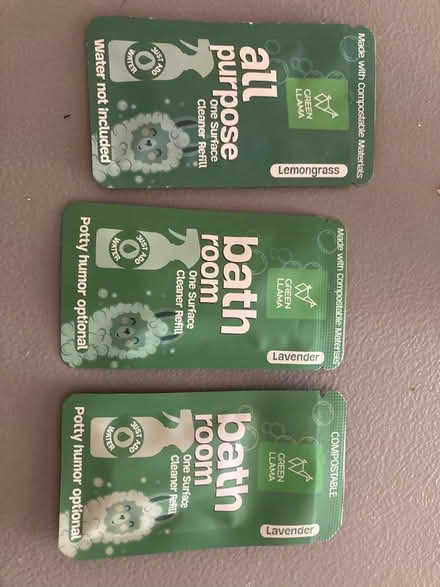 Made with Compostable Materials
GREEN
LLAMA
Lemongrass
all
purpose
One Surface
Cleaner Refill
JUST ADD
WATER
Water not included
Made with Compostable Materials
GREEN
LLAMA
Lavender
bath
room
One Surface
Cleaner Refill
JUST ADD
WATER
Potty humor optional
COMPOSTABLE
GREEN
LLAMA
Lavender
bath
room
One Surface
Cleaner Refill
JUST ADD
WATER
Potty humor optional